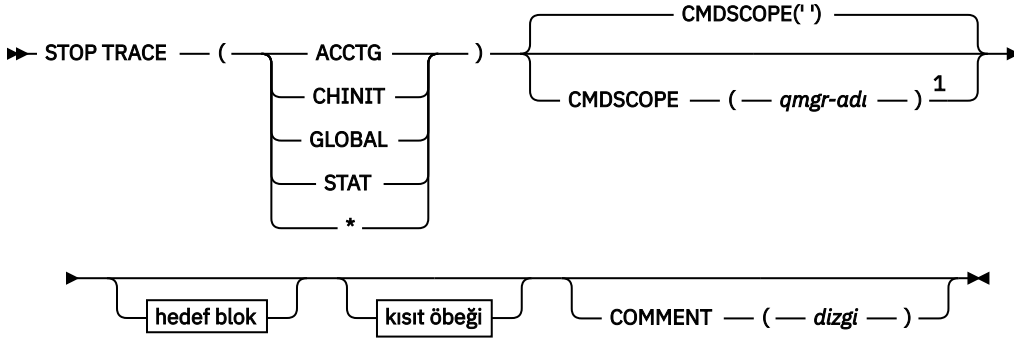 CMDSCOPE(' ')
STOP TRACE ( ACCTG )
CHINIT
CMDSCOPE ( qmgr-adı ) 1
GLOBAL
STAT
*
hedef blok
kısıt öbeği
COMMENT ( dizgi )